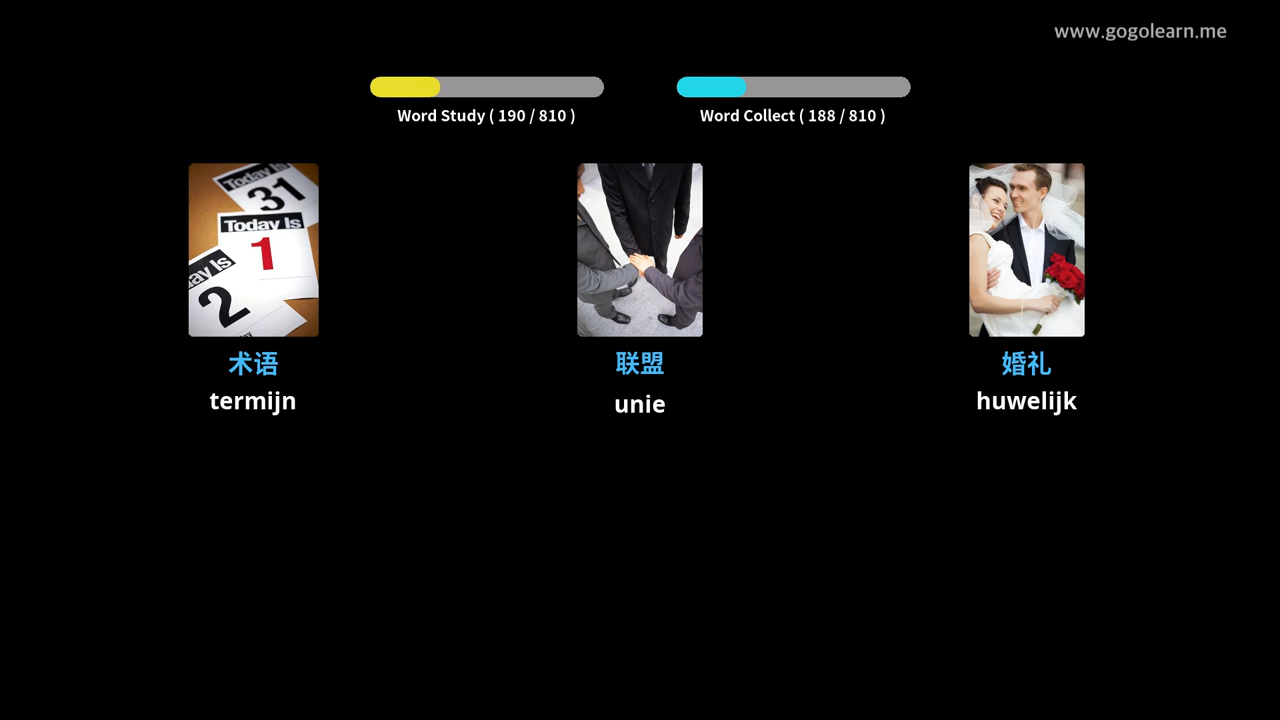 www.gogolearn.me
Word Study ( 190 / 810 )
Word Collect ( 188 / 810 )
Today Is
31
Today Is
1
ay Is
2
术语
联盟
婚礼
termijn
unie
huwelijk